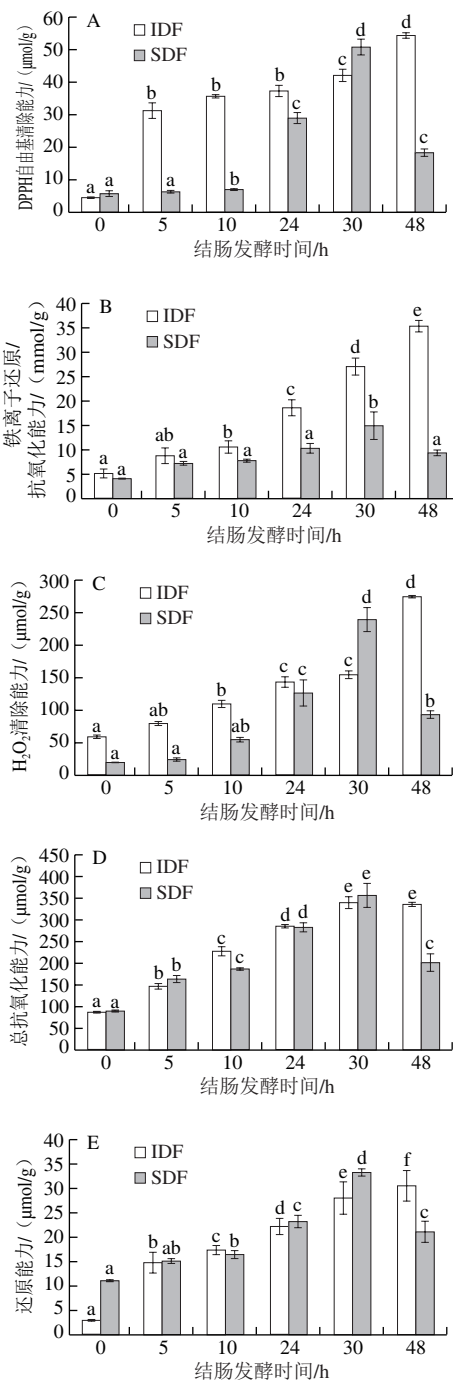 A
IDF
SDF
DPPH自由基清除能力/（μmol/g）
60
50
40
30
20
10
0
a a b a b b b c c d d c
0 5 10 24 30 48
结肠发酵时间/h
B
IDF
SDF
铁离子还原/
抗氧化能力/（mmol/g）
40
35
25
20
15
10
5
0
a a ab a b a c a d b e a
0 5 10 24 30 48
结肠发酵时间/h
C
IDF
SDF
H₂O₂清除能力/（μmol/g）
300
250
200
150
100
50
0
a a ab a b ab c c c d d b
0 5 10 24 30 48
结肠发酵时间/h
D
IDF
SDF
总抗氧化能力/（μmol/g）
450
400
350
300
250
200
150
100
50
0
a a b b c c d d e e e c
0 5 10 24 30 48
结肠发酵时间/h
E
IDF
SDF
还原能力/（μmol/g）
40
35
30
25
20
15
10
5
0
a a b ab c b d c e d f c
0 5 10 24 30 48
结肠发酵时间/h